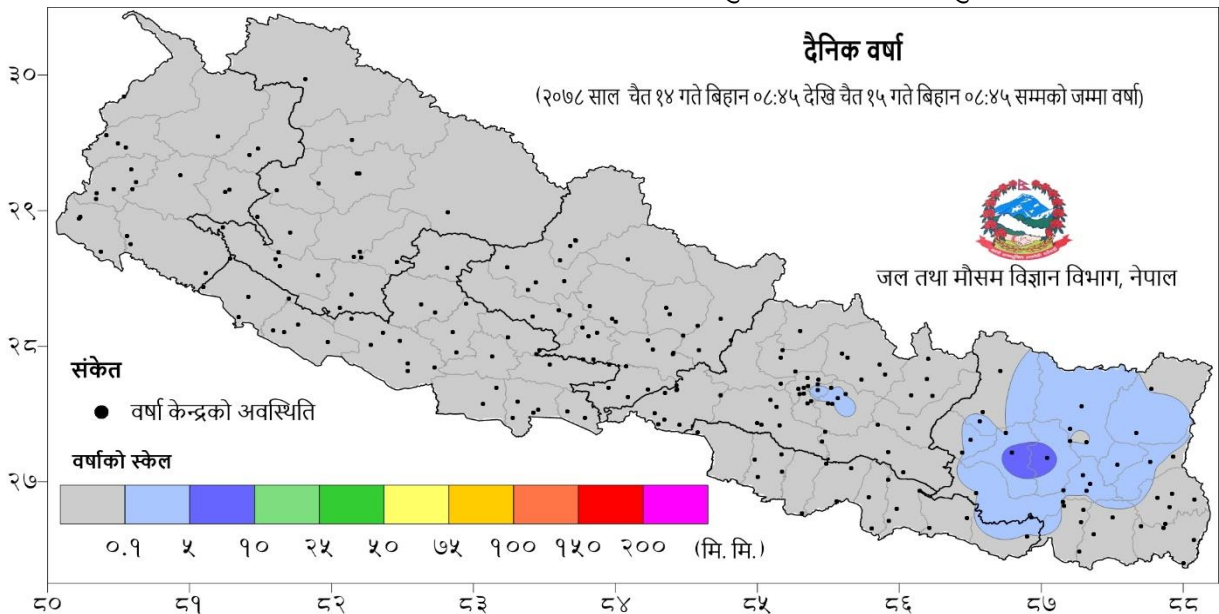 दैनिक वर्षा
(२०७८ साल चैत १४ गते बिहान ०८:४५ देखि चैत १५ गते बिहान ०८:४५ सम्मको जम्मा वर्षा)
३०
२९
जल तथा मौसम विज्ञान विभाग, नेपाल
२८
संकेत
वर्षा केन्द्रको अवस्थिति
वर्षाको स्केल
२७
०.१ ५ १० २५ ५० ७५ १०० १५० २०० (मि. मि.)
८० ८१ ८२ ८३ ८४ ८५ ८६ ८७ ८८